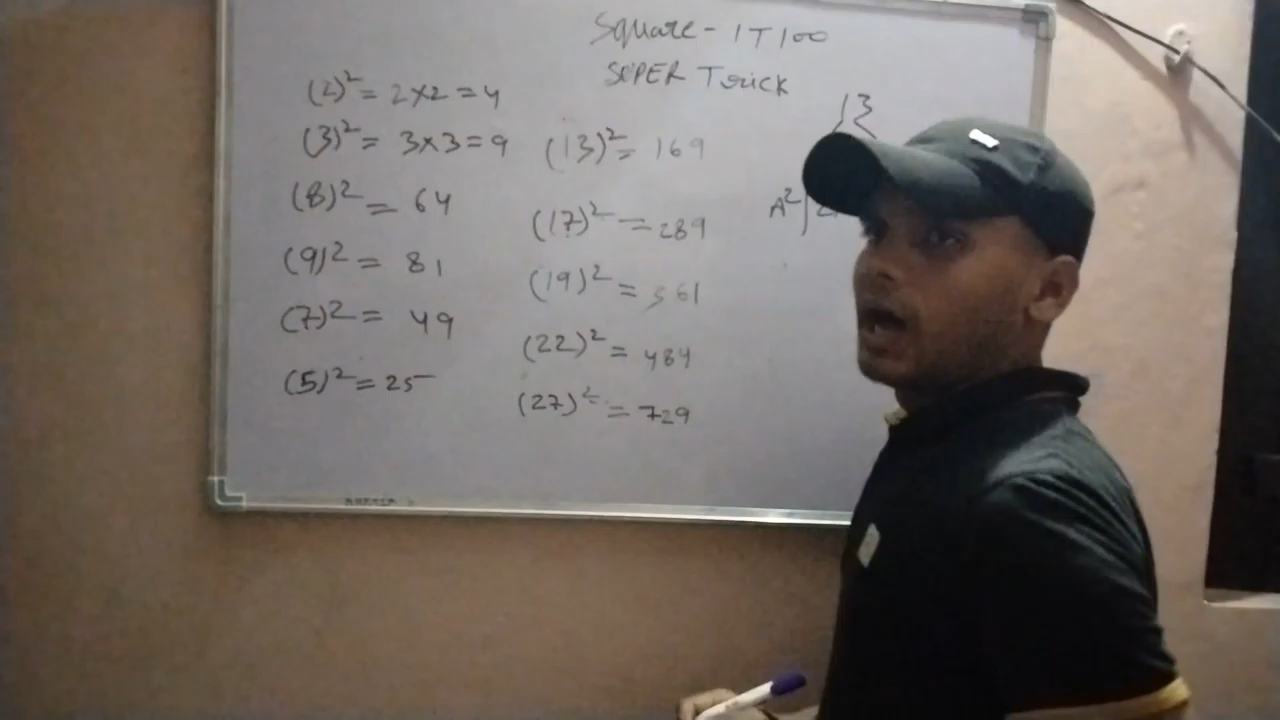 Square - 1T100
SUPER Trick
(2)² = 2×2 = 4
(3)² = 3×3 = 9
(8)² = 64
(9)² = 81
(7)² = 49
(5)² = 25
(13)² = 169
(17)² = 289
(19)² = 361
(22)² = 484
(27)² = 729
13
A² | 2